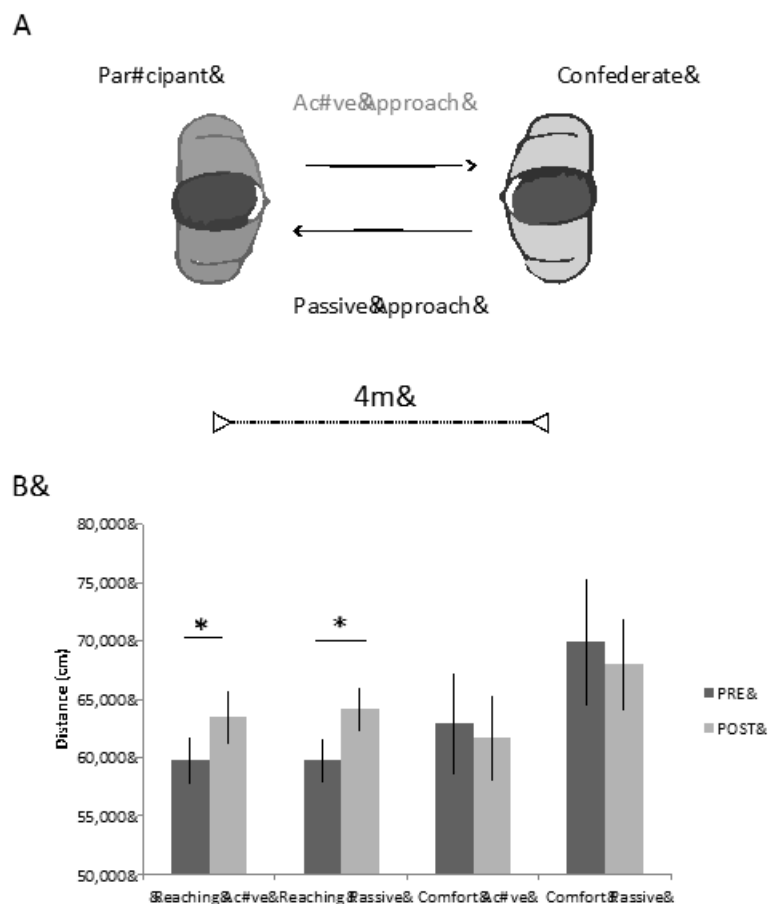 A
Par#cipant&
Confederate&
Ac#ve&Approach&
Passive&Approach&
4m&
B&
80,000&
75,000&
70,000&
65,000&
60,000&
55,000&
50,000&
Distance (cm)
*
*
PRE&
POST&
&Reaching&Ac#ve& Reaching&Passive& Comfort&Ac#ve& Comfort&Passive&